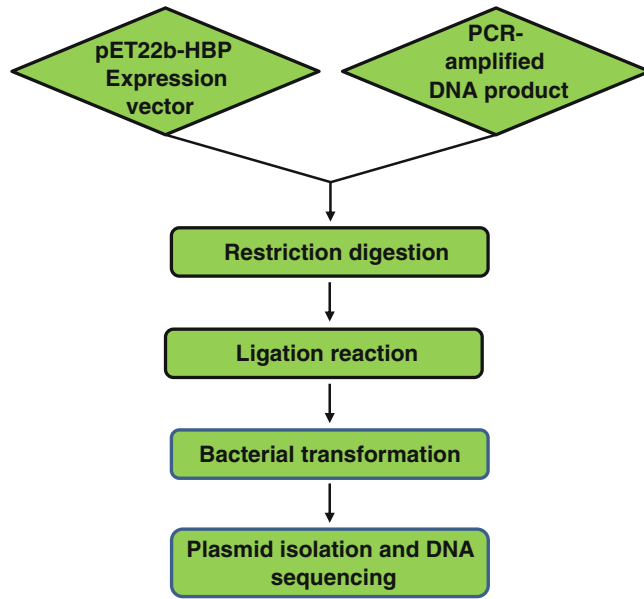 pET22b-HBP
Expression
vector
PCR-
amplified
DNA product
Restriction digestion
Ligation reaction
Bacterial transformation
Plasmid isolation and DNA
sequencing